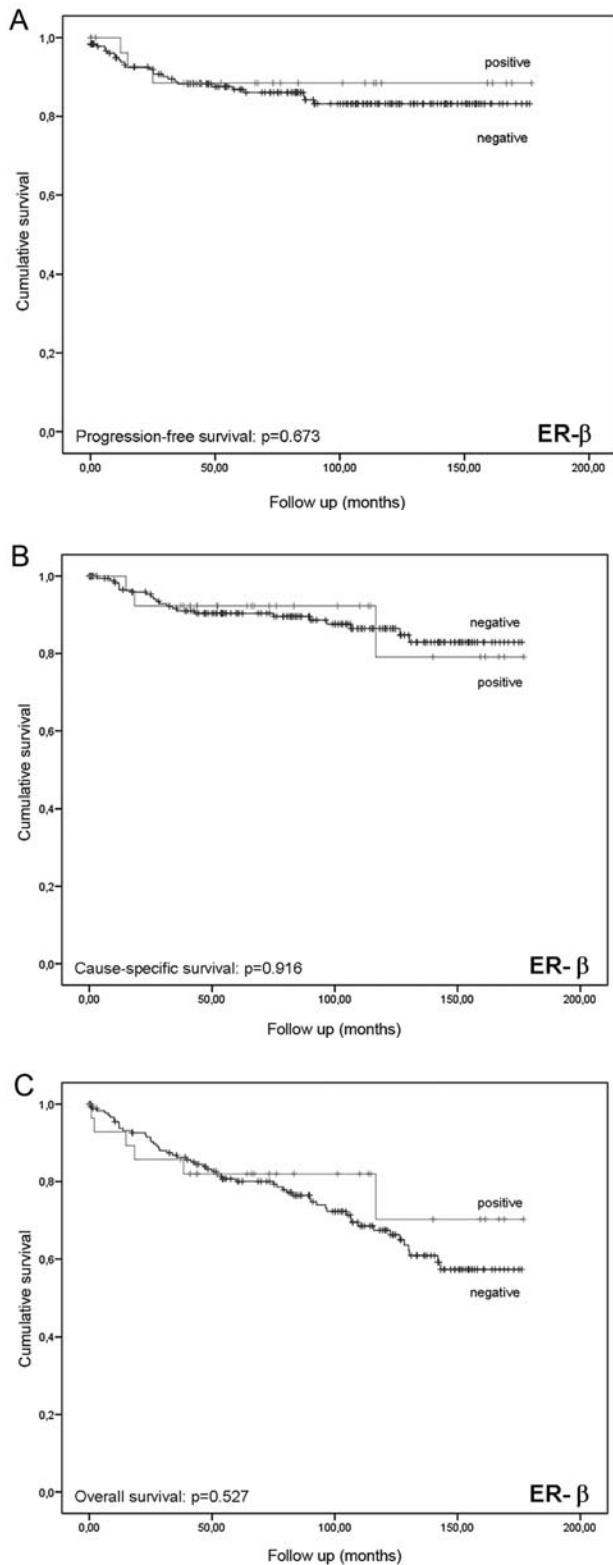 A
1,0
positive
0,8
negative
0,6
Cumulative survival
0,4
0,2
0,0
Progression-free survival: p=0.673
ER-β
0,00 50,00 100,00 150,00 200,00
Follow up (months)
B
1,0
negative
0,8
positive
0,6
Cumulative survival
0,4
0,2
0,0
Cause-specific survival: p=0.916
ER- β
0,00 50,00 100,00 150,00 200,00
Follow up (months)
C
1,0
0,8
positive
0,6
negative
Cumulative survival
0,4
0,2
0,0
Overall survival: p=0.527
ER- β
0,00 50,00 100,00 150,00 200,00
Follow up (months)